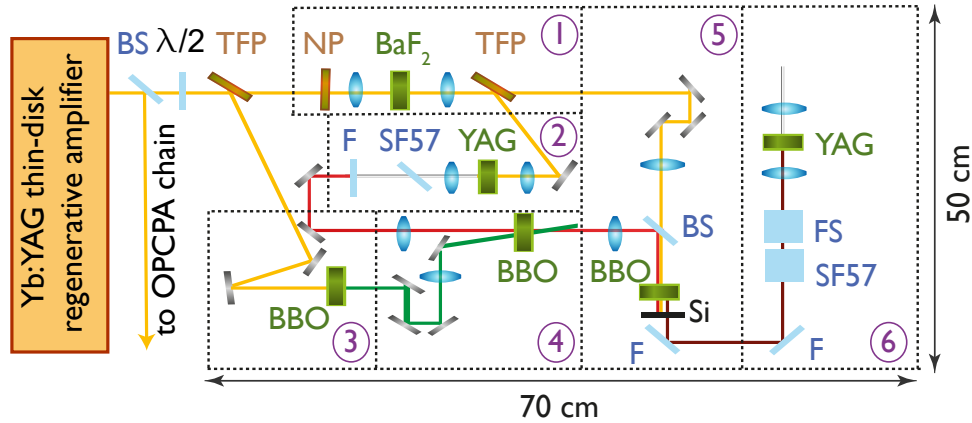 Yb:YAG thin-disk
regenerative amplifier
to OPCPA chain
BS
λ/2
TFP
NP
BaF2
TFP
1
5
2
F
SF57
YAG
YAG
FS
SF57
BS
BBO
BBO
BBO
Si
3
4
F
F
6
50 cm
70 cm